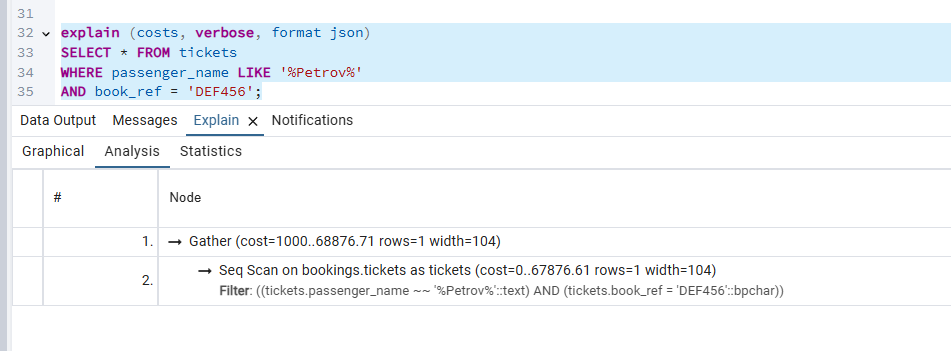 31
32 explain (costs, verbose, format json)
33 SELECT * FROM tickets
34 WHERE passenger_name LIKE '%Petrov%'
35 AND book_ref = 'DEF456';
Data Output Messages Explain × Notifications
Graphical Analysis Statistics
# Node
1. → Gather (cost=1000..68876.71 rows=1 width=104)
2. → Seq Scan on bookings.tickets as tickets (cost=0..67876.61 rows=1 width=104)
Filter: ((tickets.passenger_name ~~ '%Petrov%'::text) AND (tickets.book_ref = 'DEF456'::bpchar))